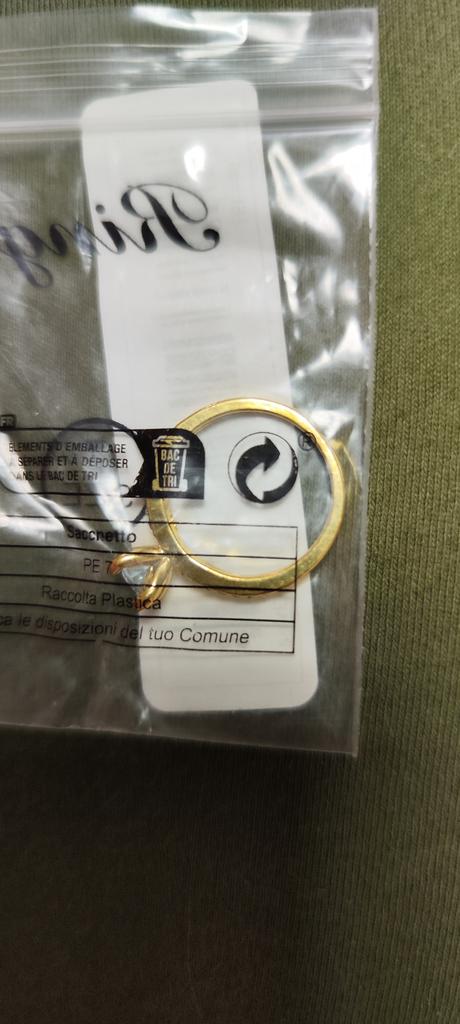 Ring
FR
ELEMENTS D'EMBALLAGE
À SEPARER ET À DÉPOSER
DANS LE BAC DE TRI
BAC
DE
TRI
®
Sacchetto
PE
Raccolta Plastica
le disposizioni del tuo Comune